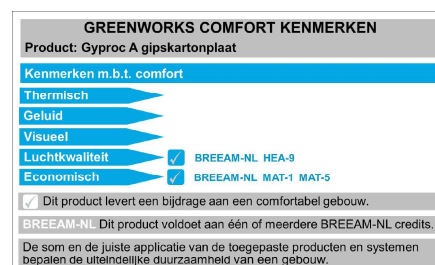 GREENWORKS COMFORT KENMERKEN
Product: Gyproc A gipskartonplaat
Kenmerken m.b.t. comfort
Thermisch
Geluid
Visueel
Luchtkwaliteit BREEAM-NL HEA-9
Economisch BREEAM-NL MAT-1 MAT-5
Dit product levert een bijdrage aan een comfortabel gebouw.
BREEAM-NL Dit product voldoet aan één of meerdere BREEAM-NL credits.
De som en de juiste applicatie van de toegepaste producten en systemen
bepalen de uiteindelijke duurzaamheid van een gebouw.